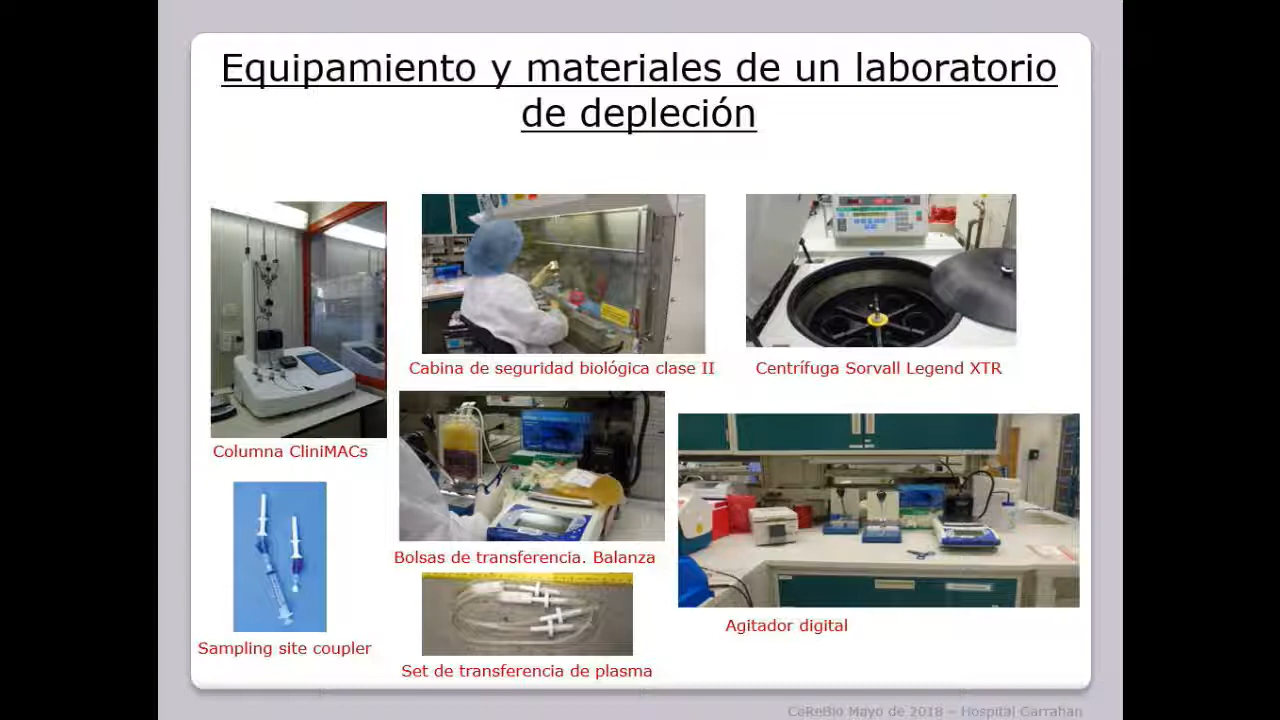 Equipamiento y materiales de un laboratorio
de depleción
Cabina de seguridad biológica clase II
Centrífuga Sorvall Legend XTR
Columna CliniMACs
Bolsas de transferencia. Balanza
Agitador digital
Sampling site coupler
Set de transferencia de plasma
CaReBio Mayo de 2018 – Hospital Garrahan